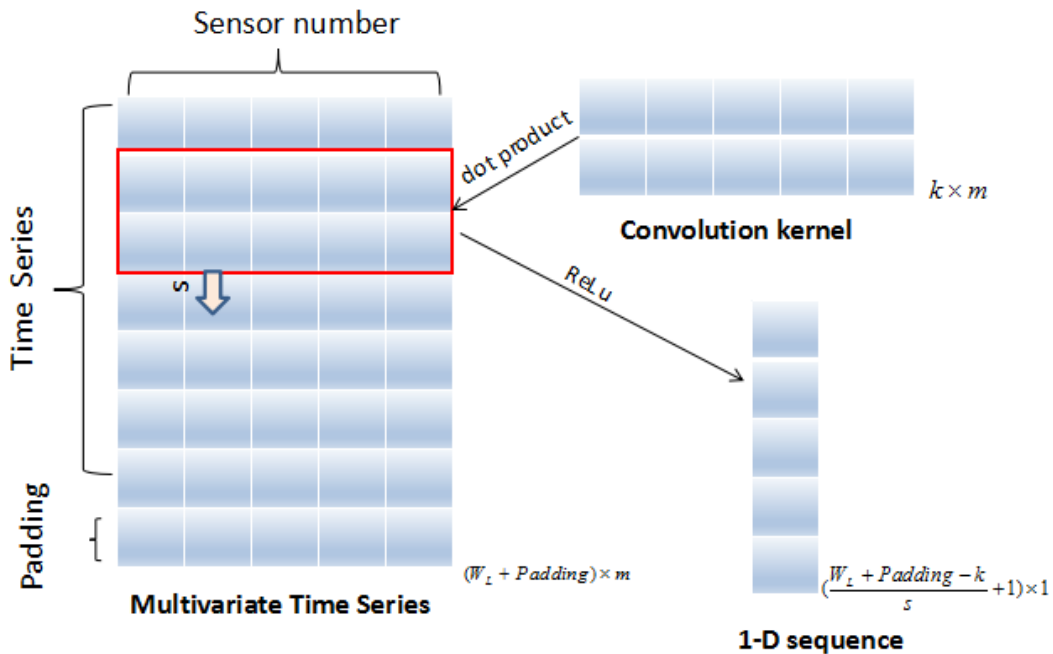 Sensor number
Time Series
Padding
s
dot product
ReLu
k × m
Convolution kernel
(W_L + Padding) × m
Multivariate Time Series
(\frac{W_L + Padding - k}{s} + 1) × 1
1-D sequence